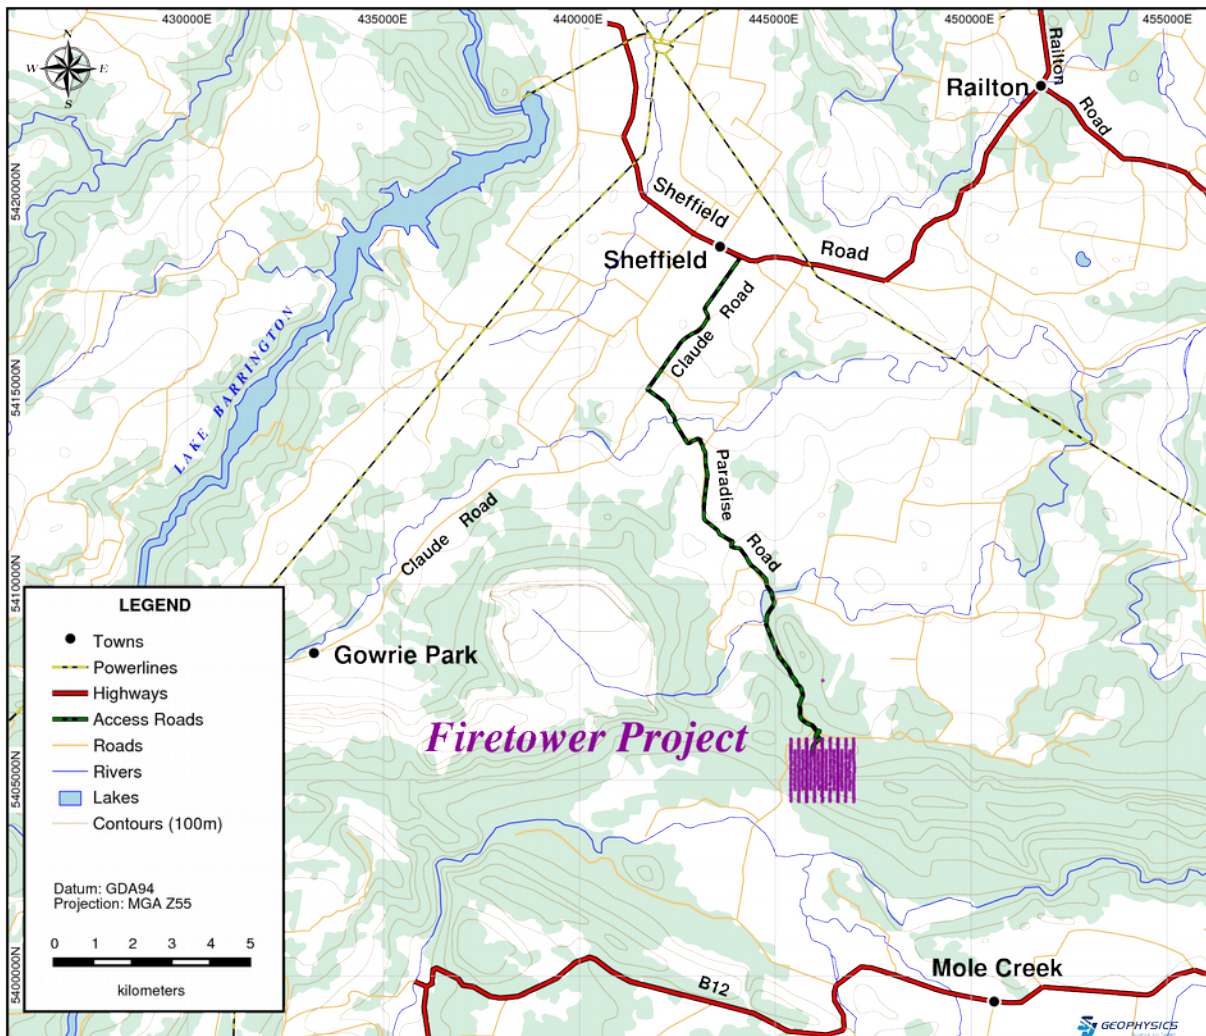 430000E
435000E
440000E
445000E
450000E
455000E
N
W
E
S
Railton
Railton
Road
5420000N
Sheffield
Sheffield
Road
LAKE BARRINGTON
Claude
Road
5415000N
Paradise
Road
Claude
Road
5410000N
Gowrie Park
Firetower Project
5405000N
LEGEND
Towns
Powerlines
Highways
Access Roads
Roads
Rivers
Lakes
Contours (100m)
Datum: GDA94
Projection: MGA Z55
0 1 2 3 4 5
kilometers
5400000N
Mole Creek
B12
GEOPHYSICS